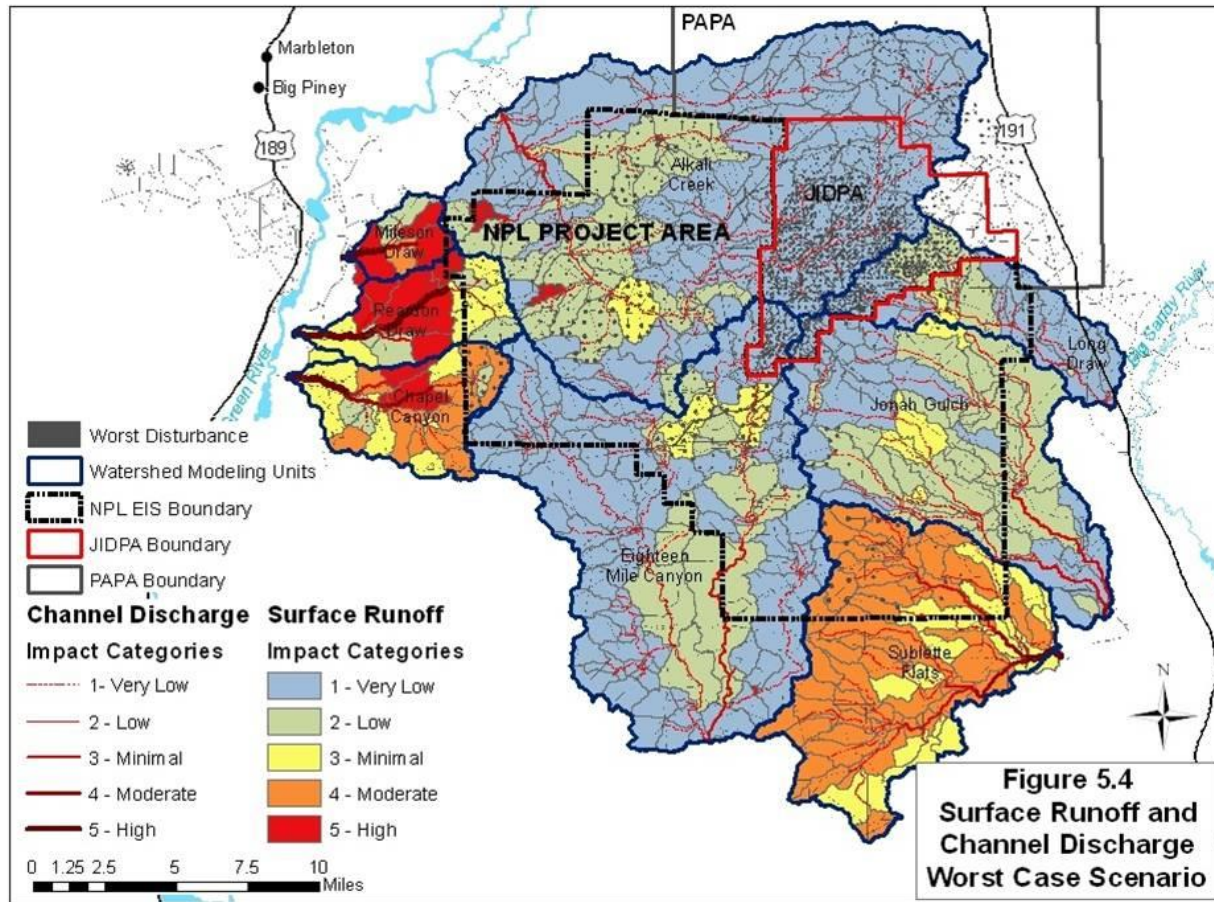 PAPA
Marbleton
Big Piney
189
191
Alkali
Creek
JIDPA
NPL PROJECT AREA
Mileson
Draw
Reardon
Draw
Green River
Big Sandy River
Long
Draw
Jonah Gulch
Chapel
Canyon
Eighteen
Mile Canyon
Sublette
Flats
Worst Disturbance
Watershed Modeling Units
NPL EIS Boundary
JIDPA Boundary
PAPA Boundary
Channel Discharge
Impact Categories
1- Very Low
2 - Low
3 - Minimal
4 - Moderate
5 - High
Surface Runoff
Impact Categories
1 - Very Low
2 - Low
3 - Minimal
4 - Moderate
5 - High
0 1.25 2.5 5 7.5 10
Miles
N
Figure 5.4
Surface Runoff and
Channel Discharge
Worst Case Scenario